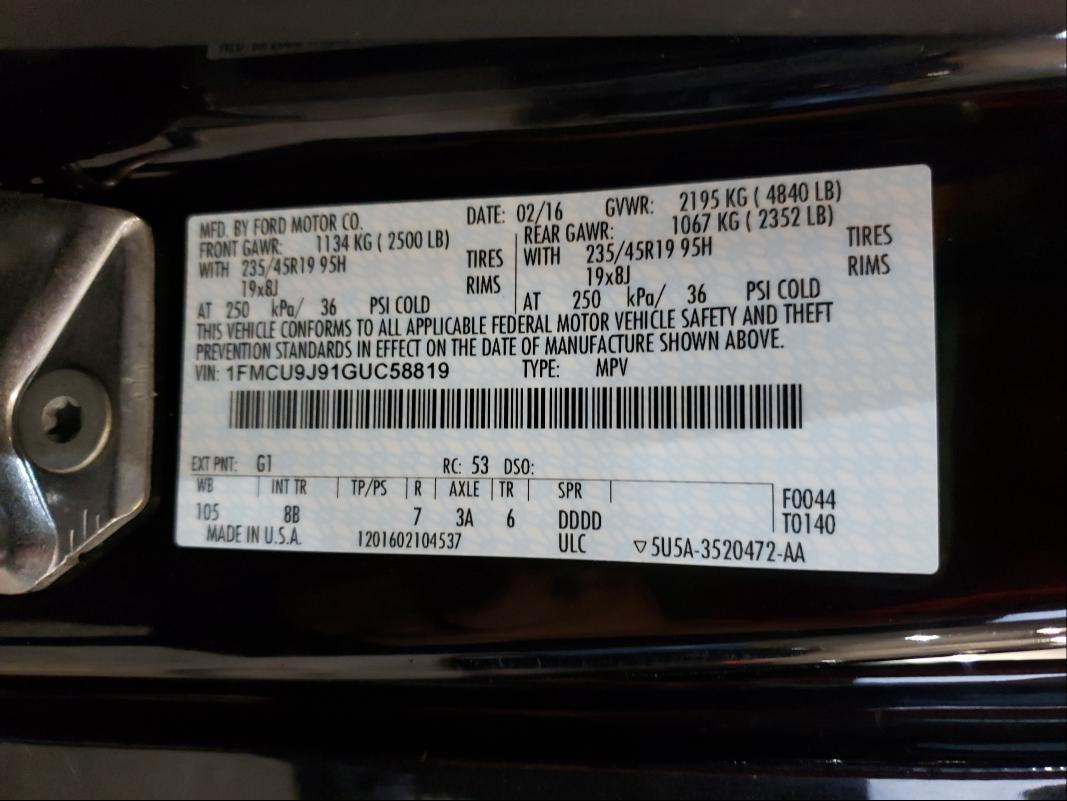 MFD. BY FORD MOTOR CO. DATE: 02/16 GVWR: 2195 KG ( 4840 LB)
FRONT GAWR: 1134 KG ( 2500 LB) REAR GAWR: 1067 KG ( 2352 LB)
WITH 235/45R19 95H TIRES WITH 235/45R19 95H TIRES
19x8J RIMS 19x8J RIMS
AT 250 kPa/ 36 PSI COLD AT 250 kPa/ 36 PSI COLD
THIS VEHICLE CONFORMS TO ALL APPLICABLE FEDERAL MOTOR VEHICLE SAFETY AND THEFT
PREVENTION STANDARDS IN EFFECT ON THE DATE OF MANUFACTURE SHOWN ABOVE.
VIN: 1FMCU9J91GUC58819 TYPE: MPV
EXT PNT: G1 RC: 53 DSO:
WB INT TR TP/PS R AXLE TR SPR F0044
105 8B 7 3A 6 DDDD T0140
MADE IN U.S.A. 1201602104537 ULC ▽5U5A-3520472-AA